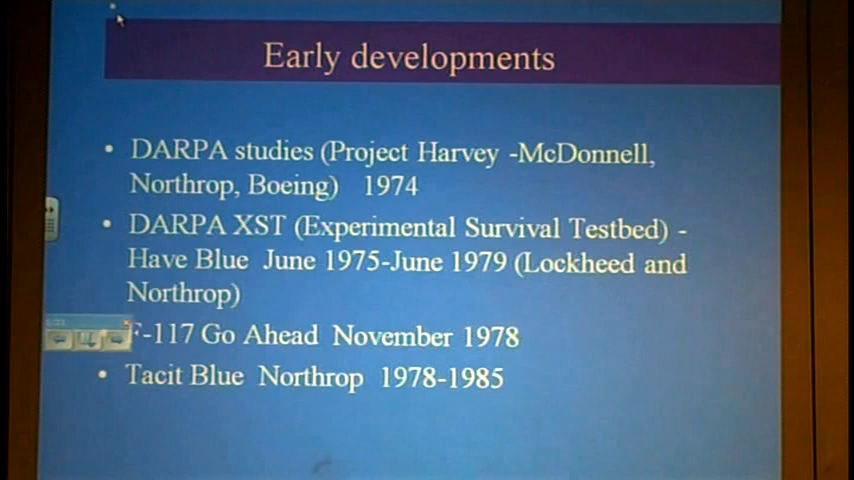 Early developments
• DARPA studies (Project Harvey -McDonnell,
Northrop, Boeing) 1974
• DARPA XST (Experimental Survival Testbed) -
Have Blue June 1975-June 1979 (Lockheed and
Northrop)
F-117 Go Ahead November 1978
• Tacit Blue Northrop 1978-1985